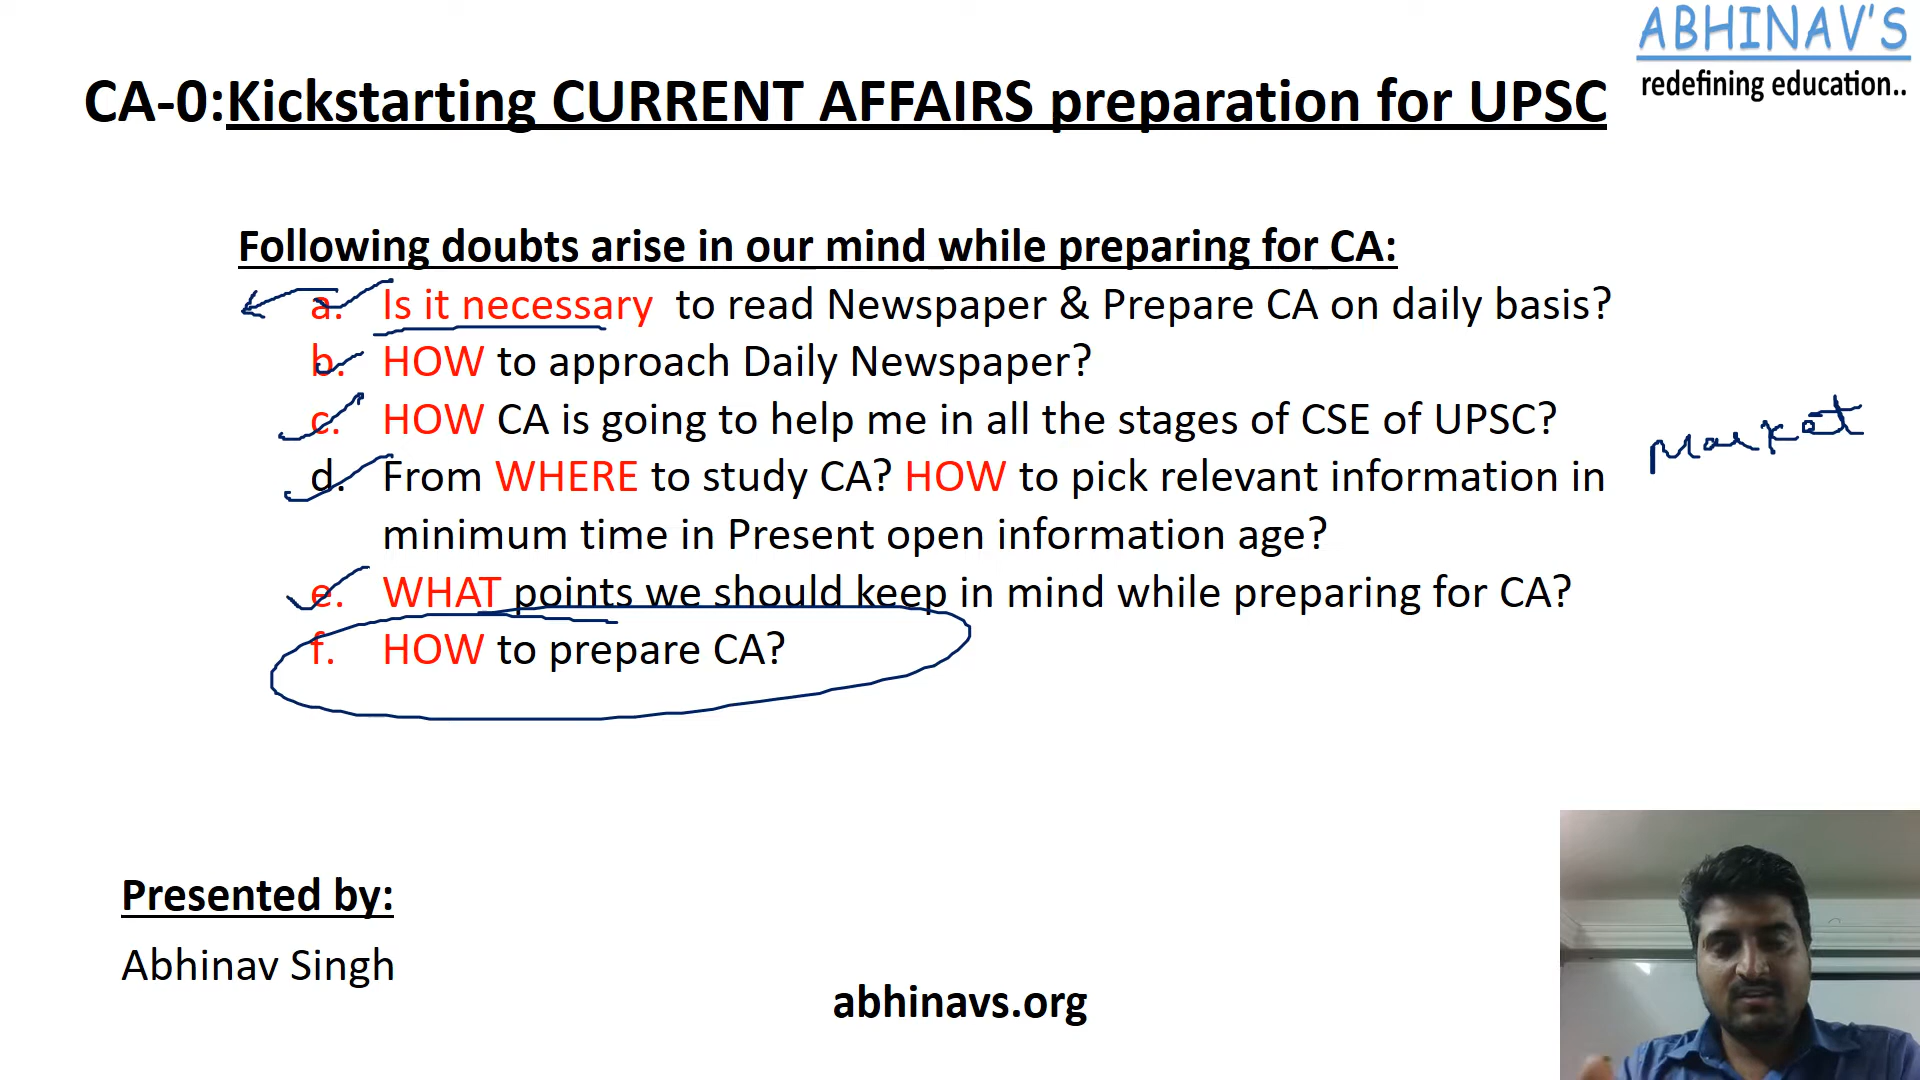 ABHINAV'S
redefining education..
CA-0:Kickstarting CURRENT AFFAIRS preparation for UPSC
Following doubts arise in our mind while preparing for CA:
a. Is it necessary to read Newspaper & Prepare CA on daily basis?
b. HOW to approach Daily Newspaper?
c. HOW CA is going to help me in all the stages of CSE of UPSC?
d. From WHERE to study CA? HOW to pick relevant information in
minimum time in Present open information age?
e. WHAT points we should keep in mind while preparing for CA?
f. HOW to prepare CA?
Market
Presented by:
Abhinav Singh
abhinavs.org